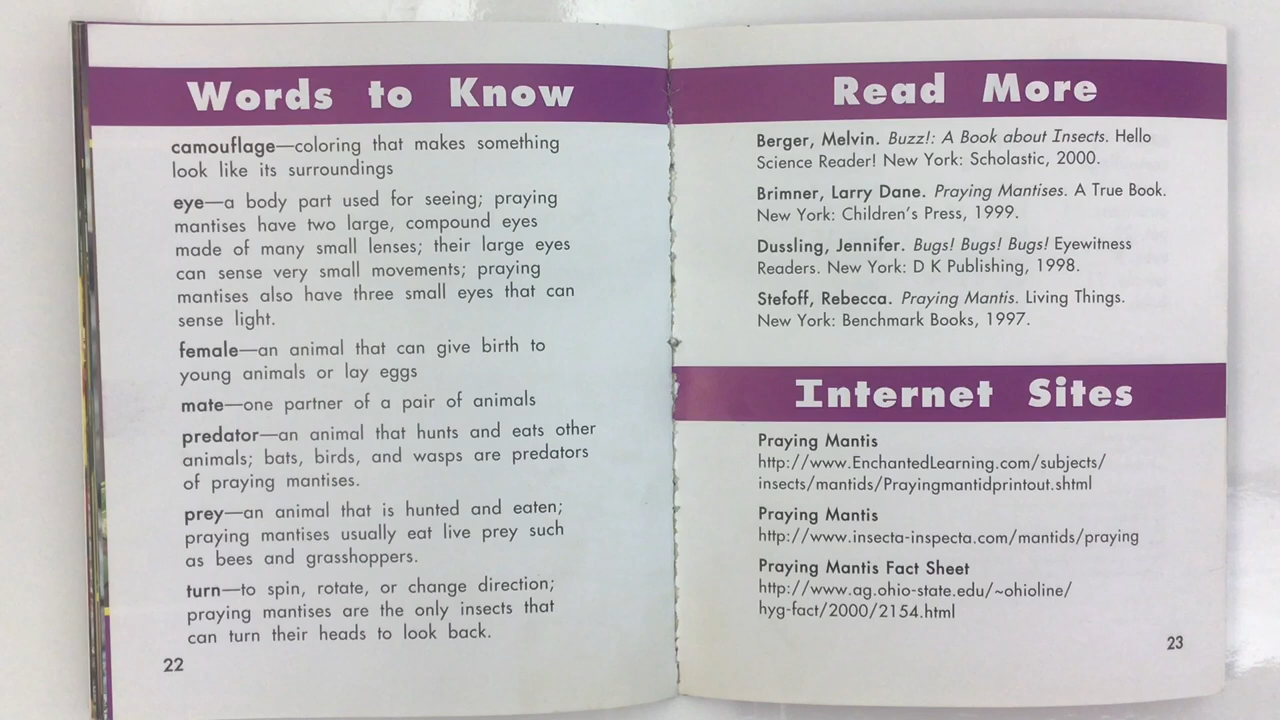 Words to Know
camouflage—coloring that makes something
look like its surroundings
eye—a body part used for seeing; praying
mantises have two large, compound eyes
made of many small lenses; their large eyes
can sense very small movements; praying
mantises also have three small eyes that can
sense light.
female—an animal that can give birth to
young animals or lay eggs
mate—one partner of a pair of animals
predator—an animal that hunts and eats other
animals; bats, birds, and wasps are predators
of praying mantises.
prey—an animal that is hunted and eaten;
praying mantises usually eat live prey such
as bees and grasshoppers.
turn—to spin, rotate, or change direction;
praying mantises are the only insects that
can turn their heads to look back.
22
Read More
Berger, Melvin. Buzz!: A Book about Insects. Hello
Science Reader! New York: Scholastic, 2000.
Brimner, Larry Dane. Praying Mantises. A True Book.
New York: Children's Press, 1999.
Dussling, Jennifer. Bugs! Bugs! Bugs! Eyewitness
Readers. New York: D K Publishing, 1998.
Stefoff, Rebecca. Praying Mantis. Living Things.
New York: Benchmark Books, 1997.
Internet Sites
Praying Mantis
http://www.EnchantedLearning.com/subjects/
insects/mantids/Prayingmantidprintout.shtml
Praying Mantis
http://www.insecta-inspecta.com/mantids/praying
Praying Mantis Fact Sheet
http://www.ag.ohio-state.edu/~ohioline/
hyg-fact/2000/2154.html
23